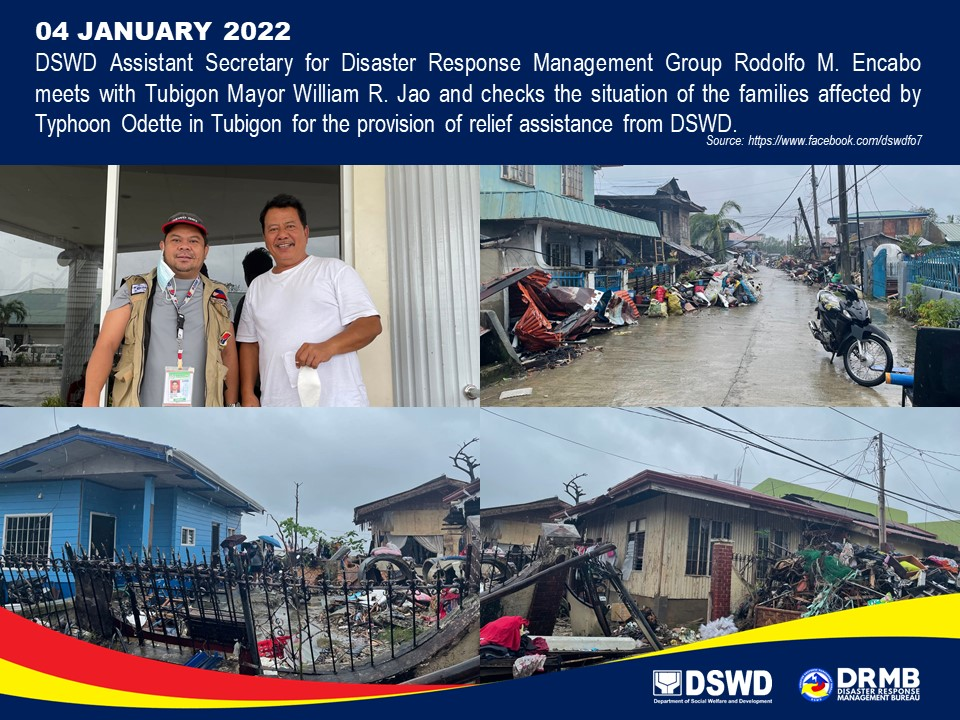 04 JANUARY 2022
DSWD Assistant Secretary for Disaster Response Management Group Rodolfo M. Encabo
meets with Tubigon Mayor William R. Jao and checks the situation of the families affected by
Typhoon Odette in Tubigon for the provision of relief assistance from DSWD.
Source: https://www.facebook.com/dswdfo7
DSWD
Department of Social Welfare and Development
DRMB
DISASTER RESPONSE
MANAGEMENT BUREAU